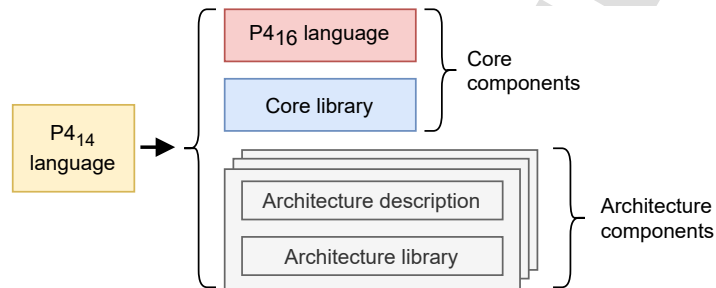 P4₁₆ language
Core
components
Core library
P4₁₄
language
Architecture description
Architecture
components
Architecture library